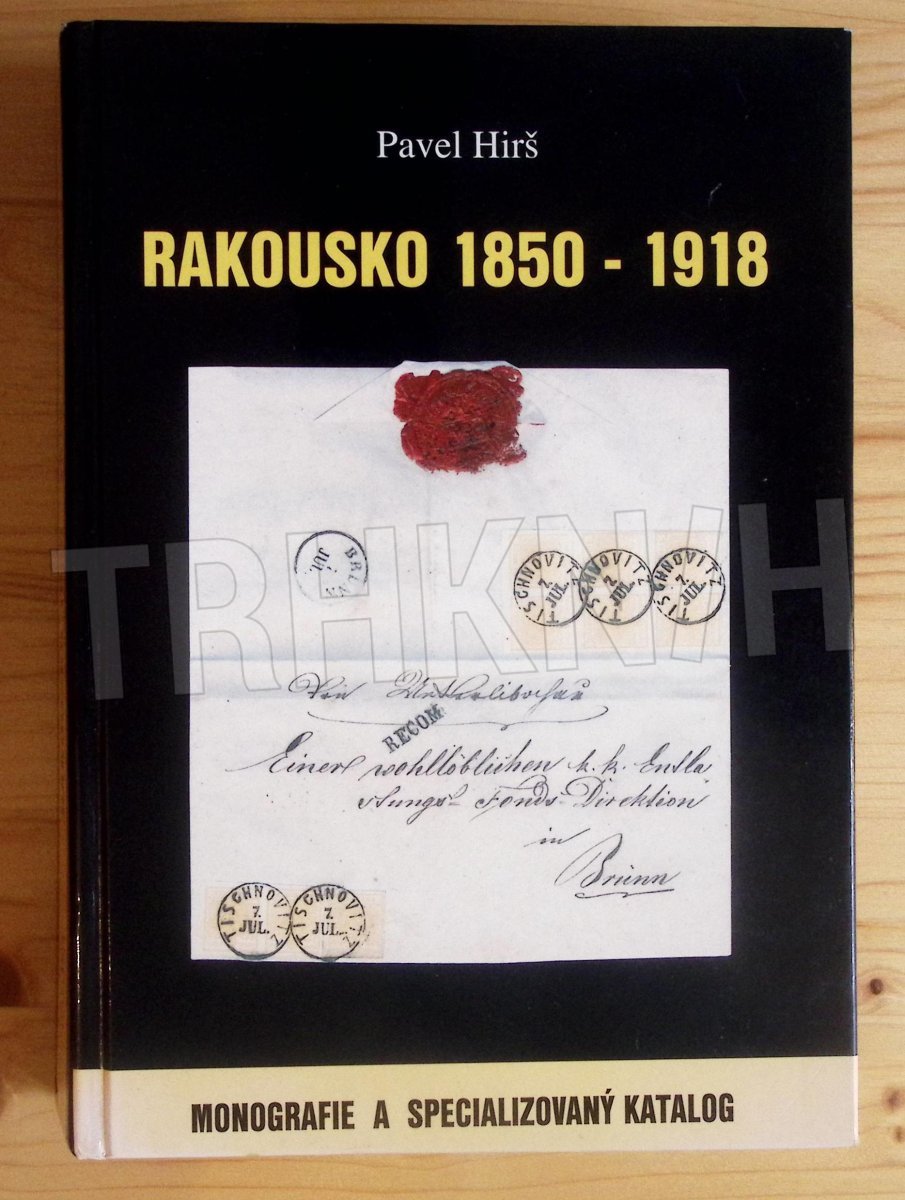 Pavel Hirš
RAKOUSKO 1850 - 1918
TRHKNIH
BRÜNN
JUL
TISCHNOVITZ
7.
JUL.
TISCHNOVITZ
7.
JUL.
TISCHNOVITZ
7.
JUL.
Von
RECOM
Einer wohllöblichen k. k. Entla
stungs- Fonds-Direktion
in
Brünn
TISCHNOVITZ
7.
JUL.
TISCHNOVITZ
7.
JUL.
MONOGRAFIE A SPECIALIZOVANÝ KATALOG